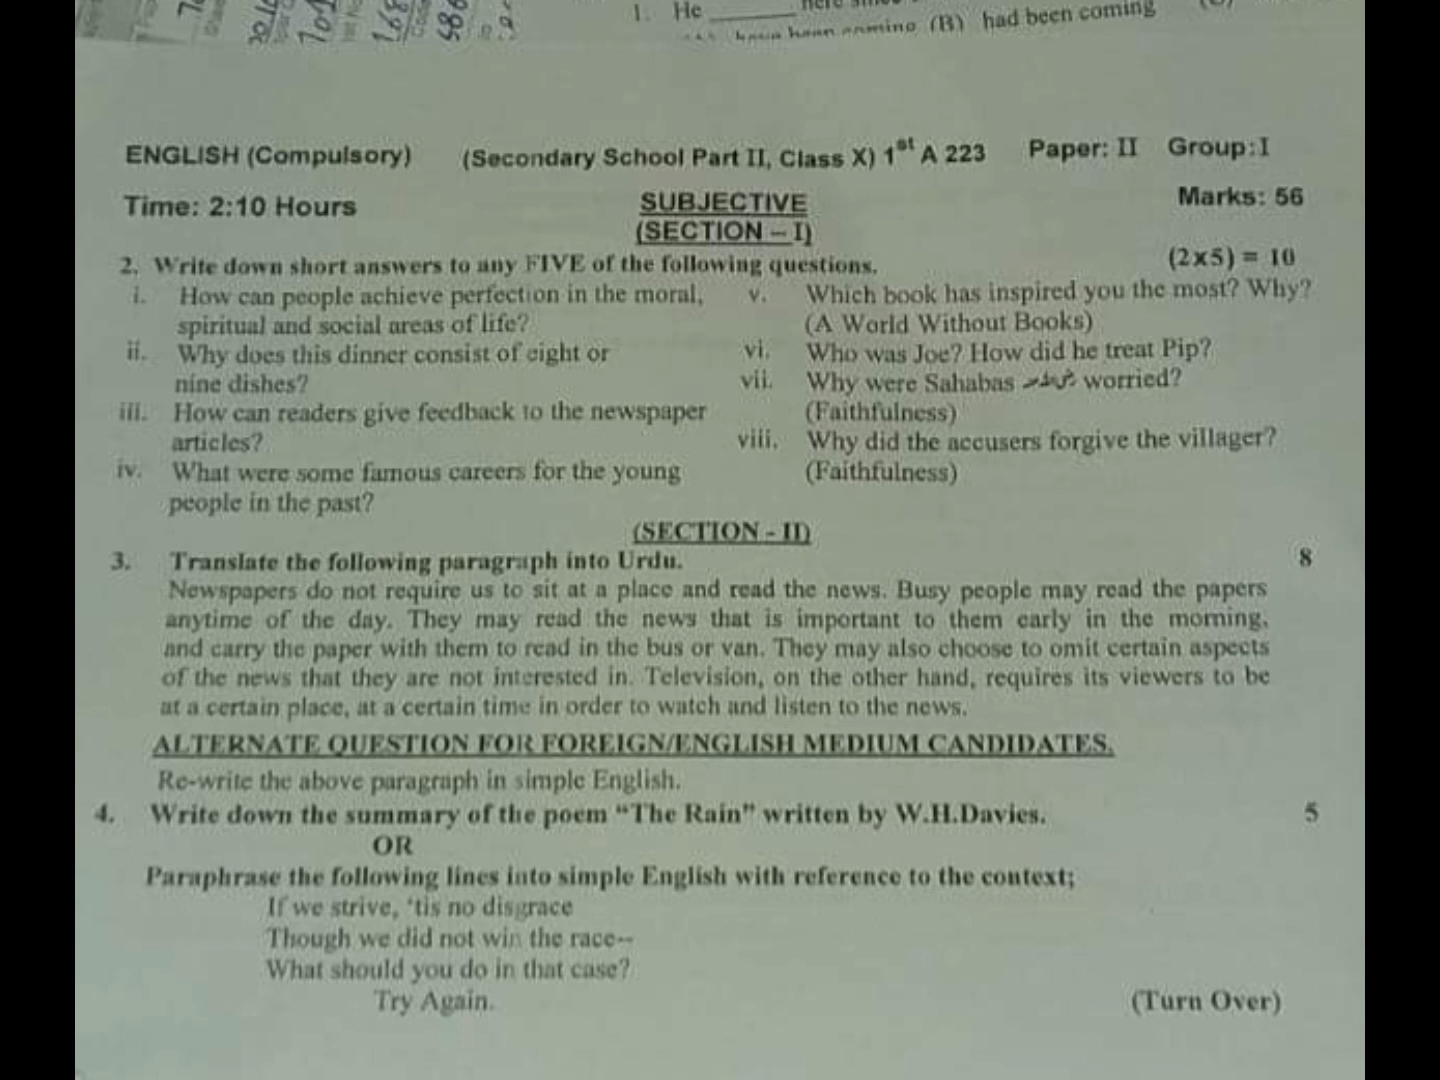 1. He ______ here
(B) had been coming
ENGLISH (Compulsory) (Secondary School Part II, Class X) 1st A 223 Paper: II Group: I
Time: 2:10 Hours SUBJECTIVE Marks: 56
(SECTION – I)
2. Write down short answers to any FIVE of the following questions. (2x5) = 10
i. How can people achieve perfection in the moral,
spiritual and social areas of life?
ii. Why does this dinner consist of eight or
nine dishes?
iii. How can readers give feedback to the newspaper
articles?
iv. What were some famous careers for the young
people in the past?
v. Which book has inspired you the most? Why?
(A World Without Books)
vi. Who was Joe? How did he treat Pip?
vii. Why were Sahabas worried?
(Faithfulness)
viii. Why did the accusers forgive the villager?
(Faithfulness)
(SECTION - II)
3. Translate the following paragraph into Urdu. 8
Newspapers do not require us to sit at a place and read the news. Busy people may read the papers
anytime of the day. They may read the news that is important to them early in the morning,
and carry the paper with them to read in the bus or van. They may also choose to omit certain aspects
of the news that they are not interested in. Television, on the other hand, requires its viewers to be
at a certain place, at a certain time in order to watch and listen to the news.
ALTERNATE QUESTION FOR FOREIGN/ENGLISH MEDIUM CANDIDATES.
Re-write the above paragraph in simple English.
4. Write down the summary of the poem “The Rain” written by W.H.Davies. 5
OR
Paraphrase the following lines into simple English with reference to the context;
If we strive, ‘tis no disgrace
Though we did not win the race--
What should you do in that case?
Try Again.
(Turn Over)